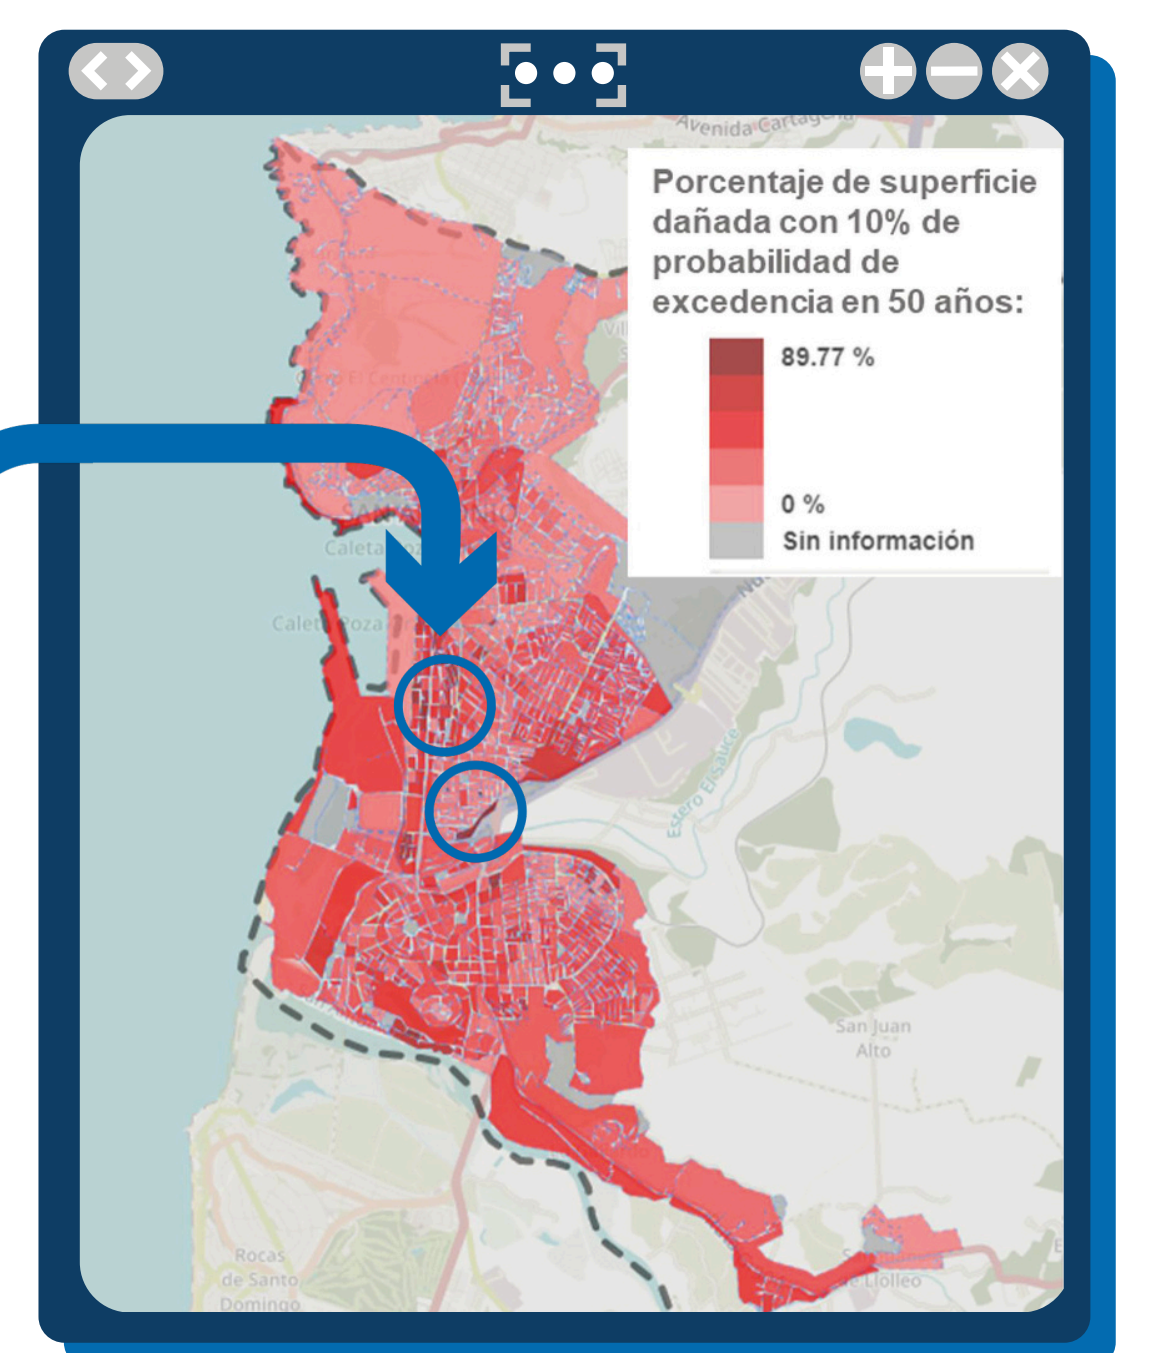 Avenida Cartagena
Porcentaje de superficie
dañada con 10% de
probabilidad de
excedencia en 50 años:
89.77 %
0 %
Sin información
Caleta
Caleta Poza
Estero El Sauce
San Juan
Alto
Rocas
de Santo
Domingo
de Llolleo